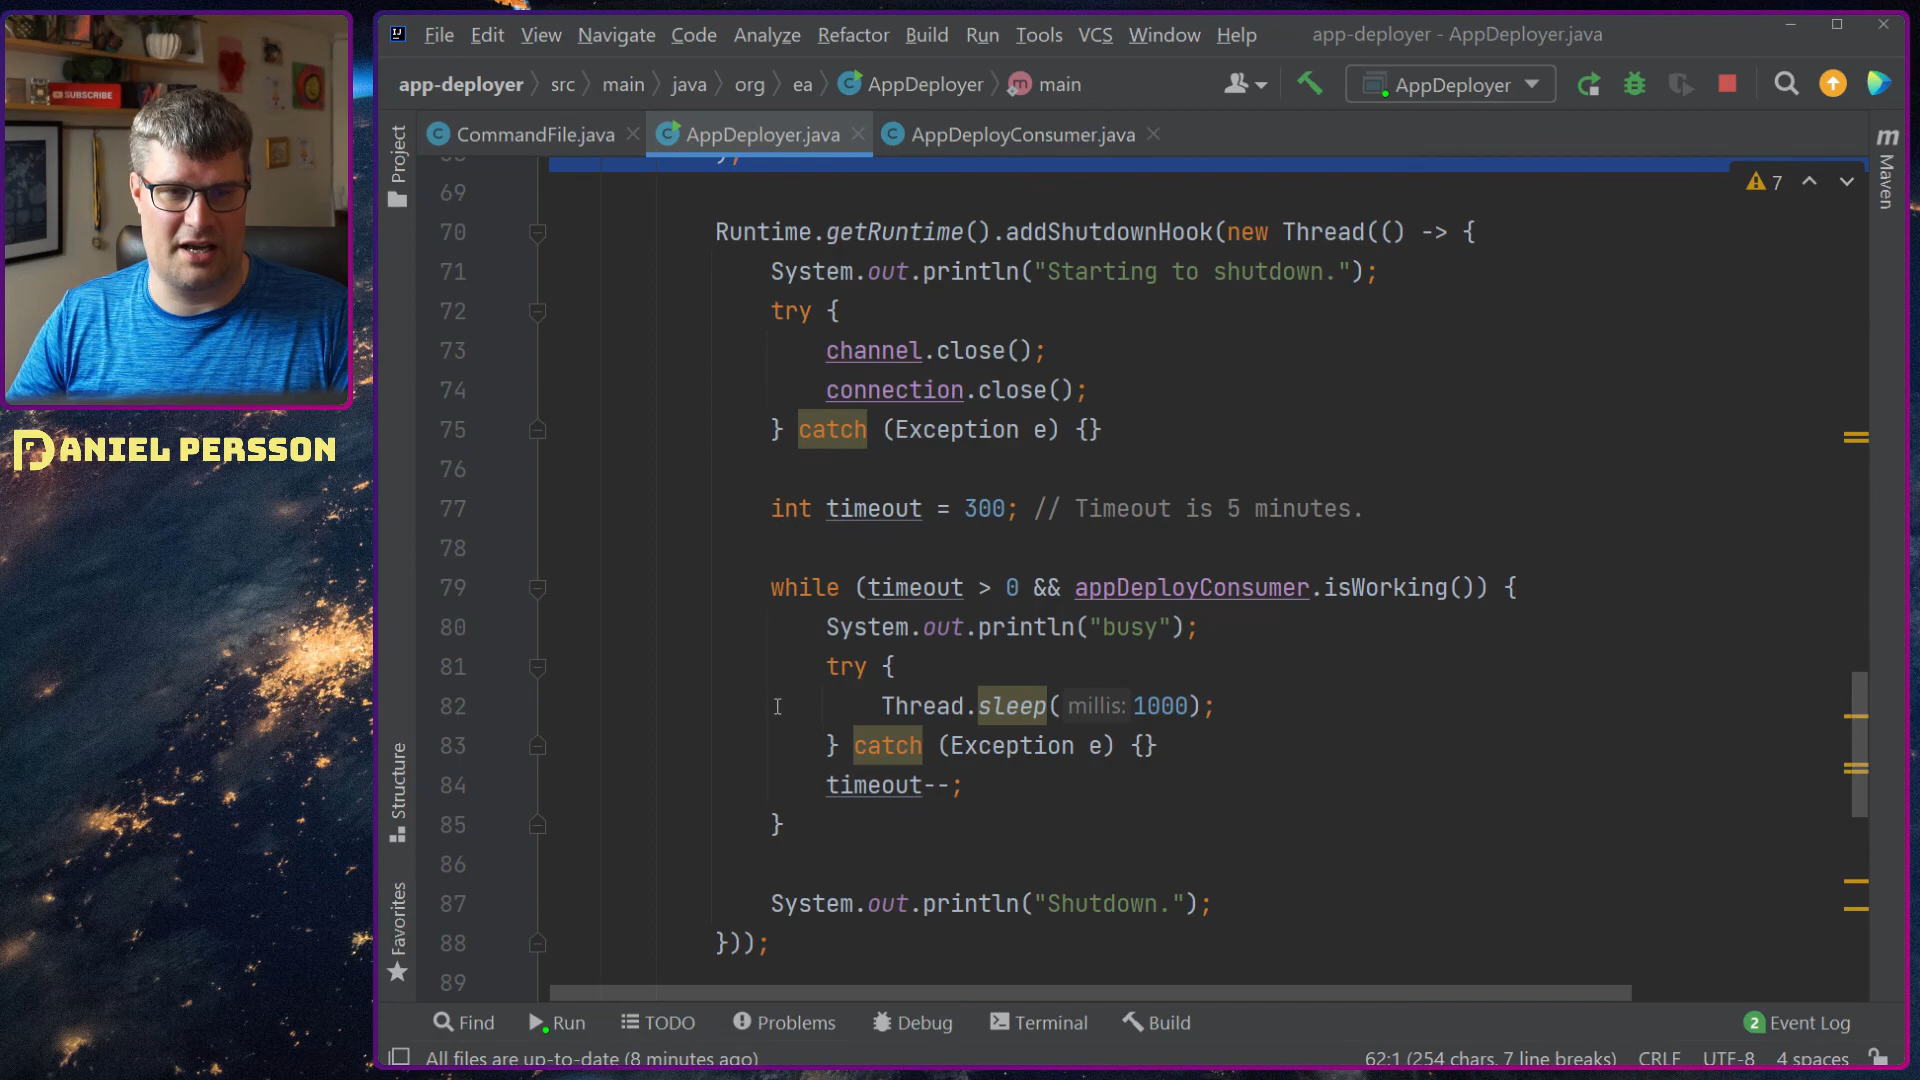 SUBSCRIBE
DANIEL PERSSON
File Edit View Navigate Code Analyze Refactor Build Run Tools VCS Window Help app-deployer - AppDeployer.java
app-deployer src main java org ea AppDeployer main AppDeployer
CommandFile.java AppDeployer.java AppDeployConsumer.java
Project
Maven
Structure
Favorites
7
69
70 Runtime.getRuntime().addShutdownHook(new Thread(() -> {
71 System.out.println("Starting to shutdown.");
72 try {
73 channel.close();
74 connection.close();
75 } catch (Exception e) {}
76
77 int timeout = 300; // Timeout is 5 minutes.
78
79 while (timeout > 0 && appDeployConsumer.isWorking()) {
80 System.out.println("busy");
81 try {
82 Thread.sleep( millis: 1000);
83 } catch (Exception e) {}
84 timeout--;
85 }
86
87 System.out.println("Shutdown.");
88 }));
89
Find Run TODO Problems Debug Terminal Build 2 Event Log
All files are up-to-date (8 minutes ago) 62:1 (254 chars, 7 line breaks) CRLF UTF-8 4 spaces